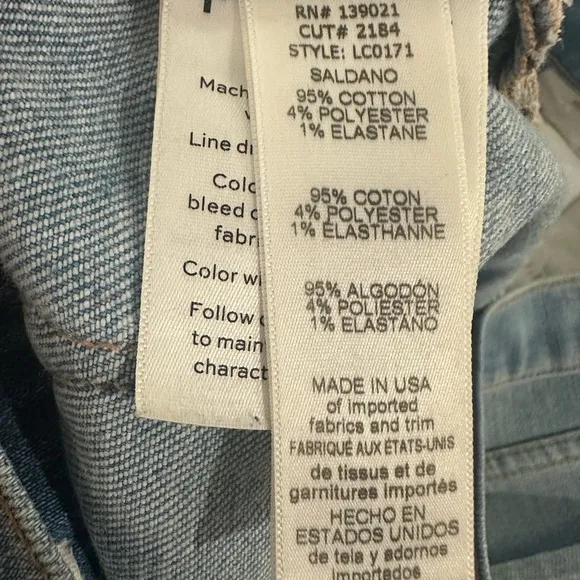 RN# 139021
CUT# 2184
STYLE: LC0171
SALDANO
95% COTTON
4% POLYESTER
1% ELASTANE
95% COTON
4% POLYESTER
1% ELASTHANNE
95% ALGODÓN
4% POLIÉSTER
1% ELASTANO
MADE IN USA
of imported
fabrics and trim
FABRIQUÉ AUX ÉTATS-UNIS
de tissus et de
garnitures importés
HECHO EN
ESTADOS UNIDOS
de tela y adornos
importados
Mach
Line d
Colo
bleed
fabr
Color w
Follow
to main
charact